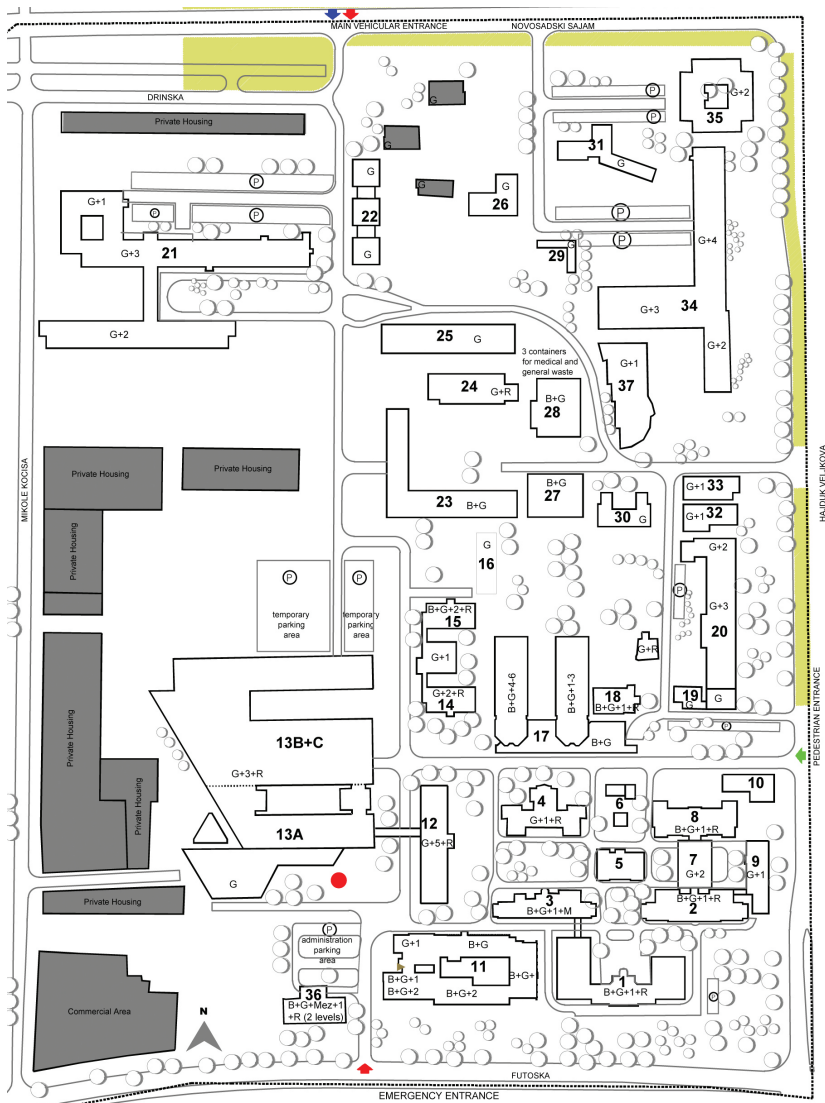 MAIN VEHICULAR ENTRANCE
NOVOSADSKI SAJAM
DRINSKA
Private Housing
G
G
G
P
P
G+2
35
31
G
P
G+1
P
P
G+3
21
G
22
G
G
26
P
P
G
29
G+4
G+3
34
G+2
G+2
25
G
3 containers
for medical and
general waste
24
G+R
B+G
28
G+1
37
Private Housing
Private Housing
MIKOLE KOCISA
HAJDUK VELJKOVA
23
B+G
B+G
27
30
G
G+1
33
G+1
32
Private Housing
G
16
G+2
G+3
20
P
P
temporary
parking
area
P
temporary
parking
area
B+G+2+R
15
G+1
G+2+R
14
B+G+4-6
B+G+1-3
G+R
18
B+G+1+R
19
G
G
17
B+G
P
PEDESTRIAN ENTRANCE
Private Housing
Private Housing
13B+C
G+3+R
13A
G
12
G+5+R
4
G+1+R
6
10
8
B+G+1+R
5
7
G+2
9
G+1
Private Housing
3
B+G+1+M
B+G+1+R
2
P
administration
parking
area
G+1
B+G
11
B+G+1
B+G+2
B+G+2
B+G+1
1
B+G+1+R
P
Commercial Area
N
36
B+G+Mez+1
+R (2 levels)
FUTOSKA
EMERGENCY ENTRANCE